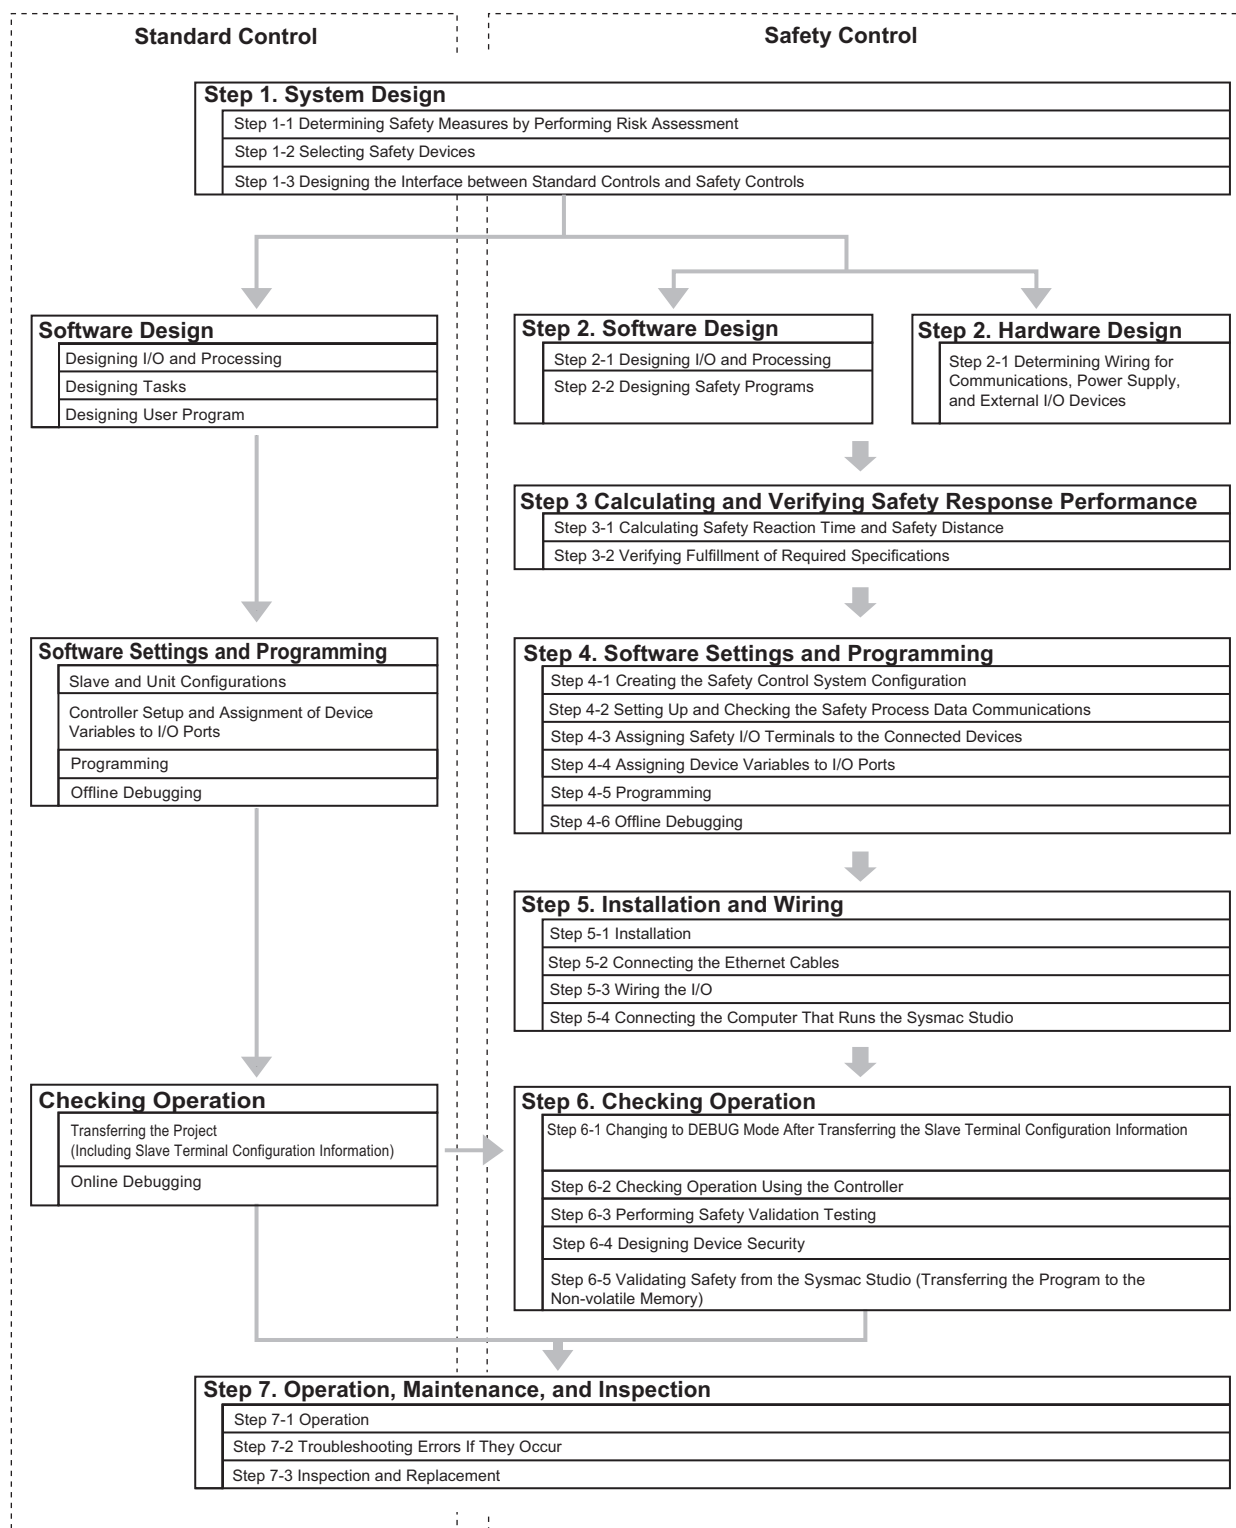 Standard Control
Safety Control
Step 1. System Design
Step 1-1 Determining Safety Measures by Performing Risk Assessment
Step 1-2 Selecting Safety Devices
Step 1-3 Designing the Interface between Standard Controls and Safety Controls
Software Design
Designing I/O and Processing
Designing Tasks
Designing User Program
Step 2. Software Design
Step 2-1 Designing I/O and Processing
Step 2-2 Designing Safety Programs
Step 2. Hardware Design
Step 2-1 Determining Wiring for
Communications, Power Supply,
and External I/O Devices
Step 3 Calculating and Verifying Safety Response Performance
Step 3-1 Calculating Safety Reaction Time and Safety Distance
Step 3-2 Verifying Fulfillment of Required Specifications
Software Settings and Programming
Slave and Unit Configurations
Controller Setup and Assignment of Device
Variables to I/O Ports
Programming
Offline Debugging
Step 4. Software Settings and Programming
Step 4-1 Creating the Safety Control System Configuration
Step 4-2 Setting Up and Checking the Safety Process Data Communications
Step 4-3 Assigning Safety I/O Terminals to the Connected Devices
Step 4-4 Assigning Device Variables to I/O Ports
Step 4-5 Programming
Step 4-6 Offline Debugging
Step 5. Installation and Wiring
Step 5-1 Installation
Step 5-2 Connecting the Ethernet Cables
Step 5-3 Wiring the I/O
Step 5-4 Connecting the Computer That Runs the Sysmac Studio
Checking Operation
Transferring the Project
(Including Slave Terminal Configuration Information)
Online Debugging
Step 6. Checking Operation
Step 6-1 Changing to DEBUG Mode After Transferring the Slave Terminal Configuration Information
Step 6-2 Checking Operation Using the Controller
Step 6-3 Performing Safety Validation Testing
Step 6-4 Designing Device Security
Step 6-5 Validating Safety from the Sysmac Studio (Transferring the Program to the
Non-volatile Memory)
Step 7. Operation, Maintenance, and Inspection
Step 7-1 Operation
Step 7-2 Troubleshooting Errors If They Occur
Step 7-3 Inspection and Replacement